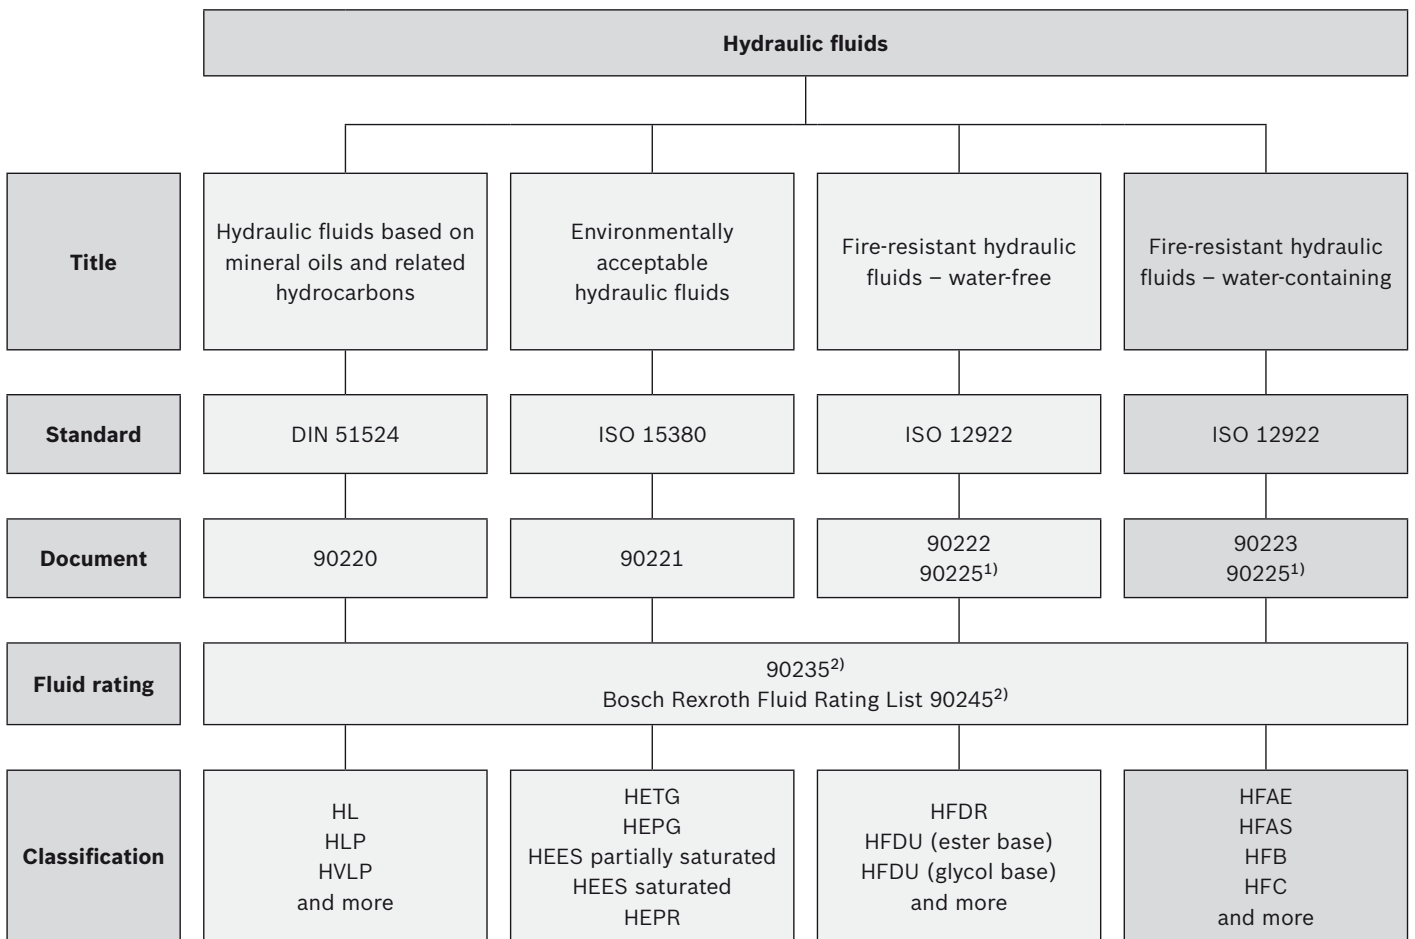 Hydraulic fluids
Title
Hydraulic fluids based on
mineral oils and related
hydrocarbons
Environmentally
acceptable
hydraulic fluids
Fire-resistant hydraulic
fluids – water-free
Fire-resistant hydraulic
fluids – water-containing
Standard
DIN 51524
ISO 15380
ISO 12922
ISO 12922
Document
90220
90221
90222
90225¹⁾
90223
90225¹⁾
Fluid rating
90235²⁾
Bosch Rexroth Fluid Rating List 90245²⁾
Classification
HL
HLP
HVLP
and more
HETG
HEPG
HEES partially saturated
HEES saturated
HEPR
HFDR
HFDU (ester base)
HFDU (glycol base)
and more
HFAE
HFAS
HFB
HFC
and more